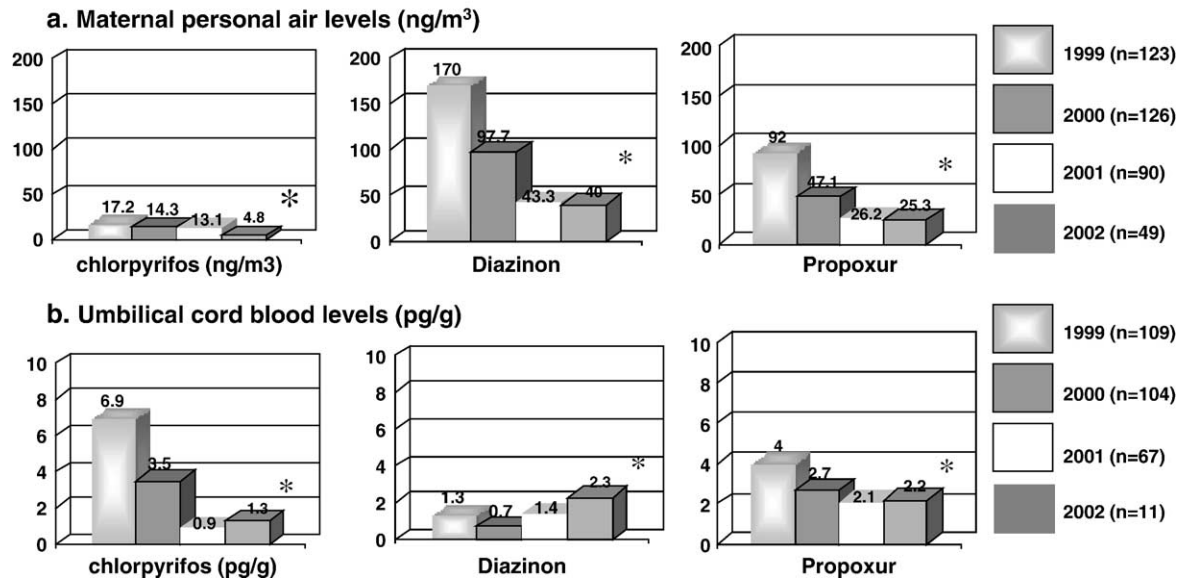 a. Maternal personal air levels (ng/m³)
200
150
100
50
0
17.2 14.3 13.1 4.8 *
chlorpyrifos (ng/m3)
200
150
100
50
0
170 97.7 43.3 40 *
Diazinon
200
150
100
50
0
92 47.1 26.2 25.3 *
Propoxur
1999 (n=123)
2000 (n=126)
2001 (n=90)
2002 (n=49)
b. Umbilical cord blood levels (pg/g)
10
8
6
4
2
0
6.9 3.5 0.9 1.3 *
chlorpyrifos (pg/g)
10
8
6
4
2
0
1.3 0.7 1.4 2.3 *
Diazinon
10
8
6
4
2
0
4 2.7 2.1 2.2 *
Propoxur
1999 (n=109)
2000 (n=104)
2001 (n=67)
2002 (n=11)